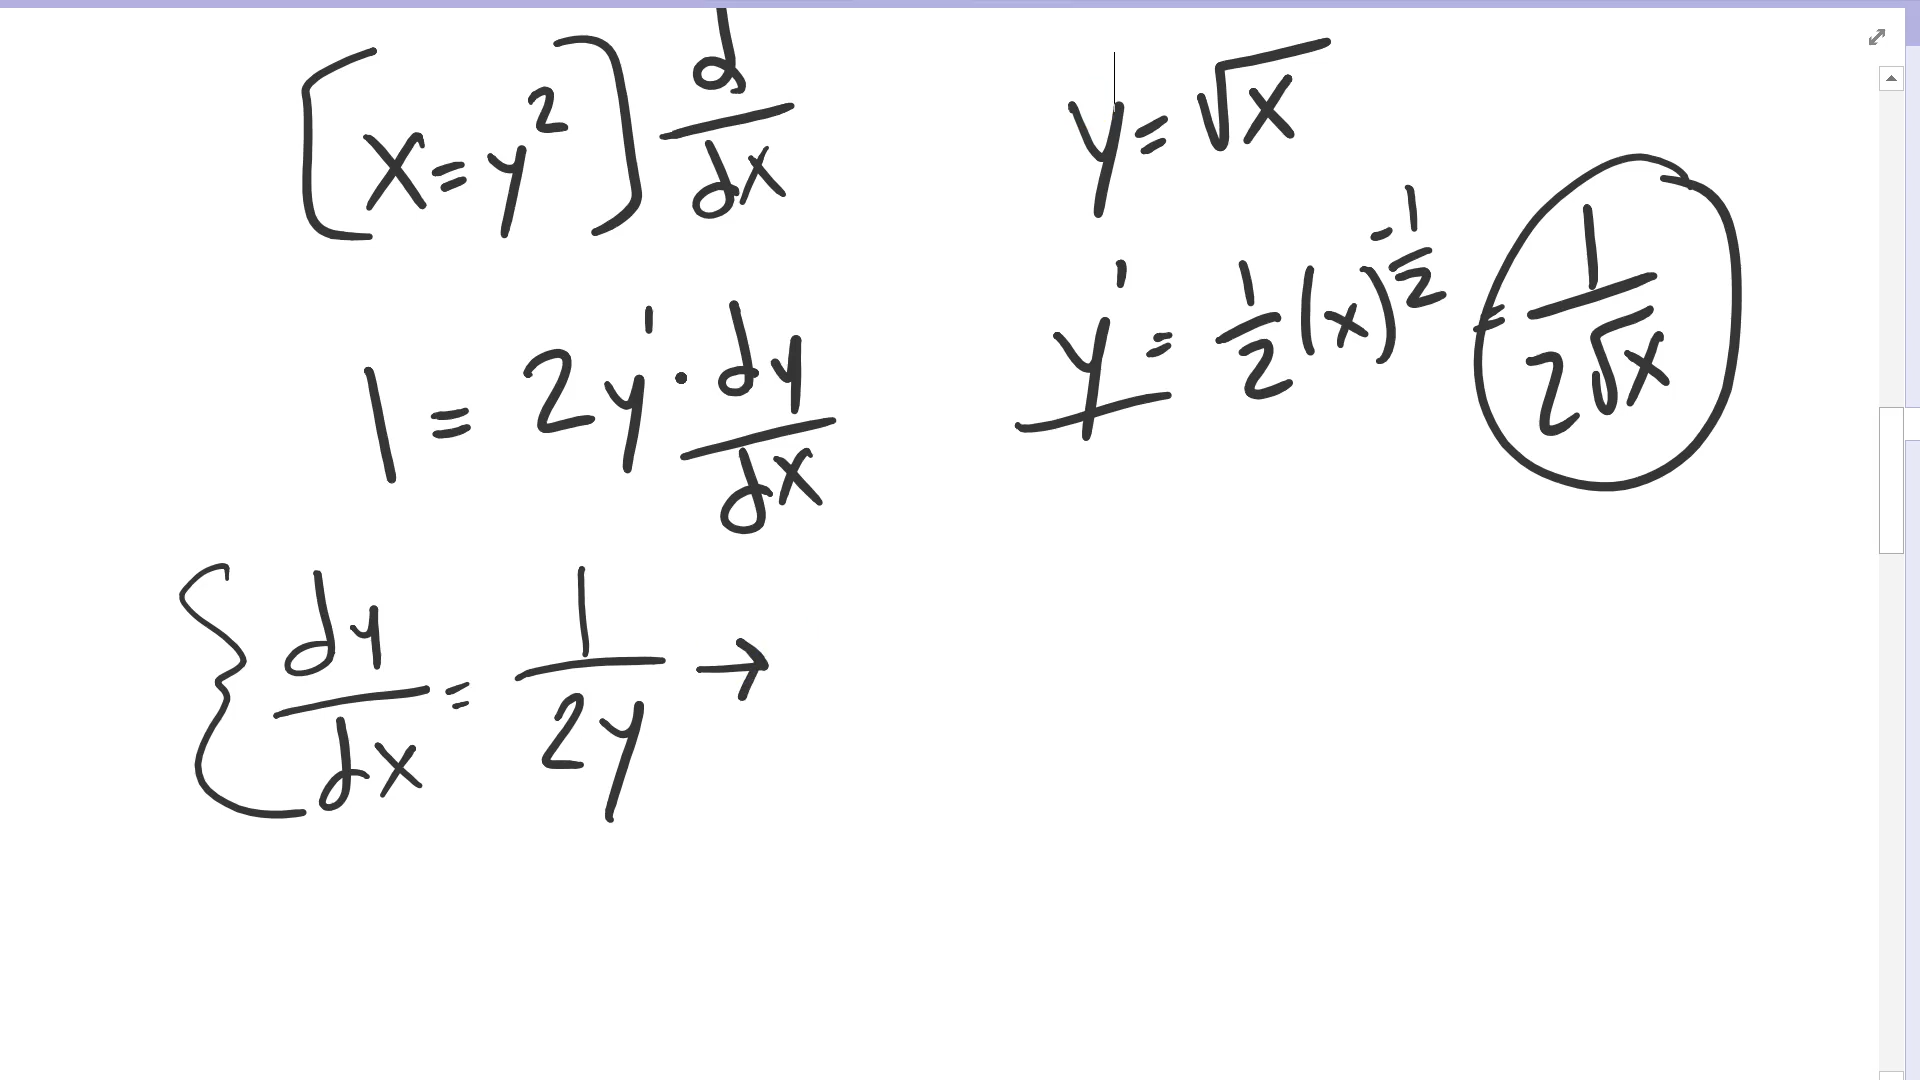 [x = y²] d/dx
1 = 2y¹ · dy/dx
dy/dx = 1/2y →
y = √x
y' = ½(x)^-½ = 1/2√x